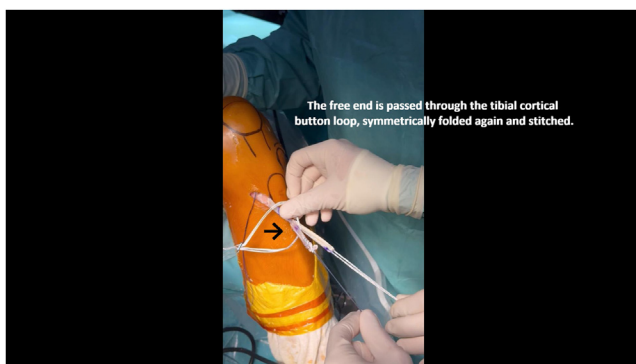 The free end is passed through the tibial cortical
button loop, symmetrically folded again and stitched.